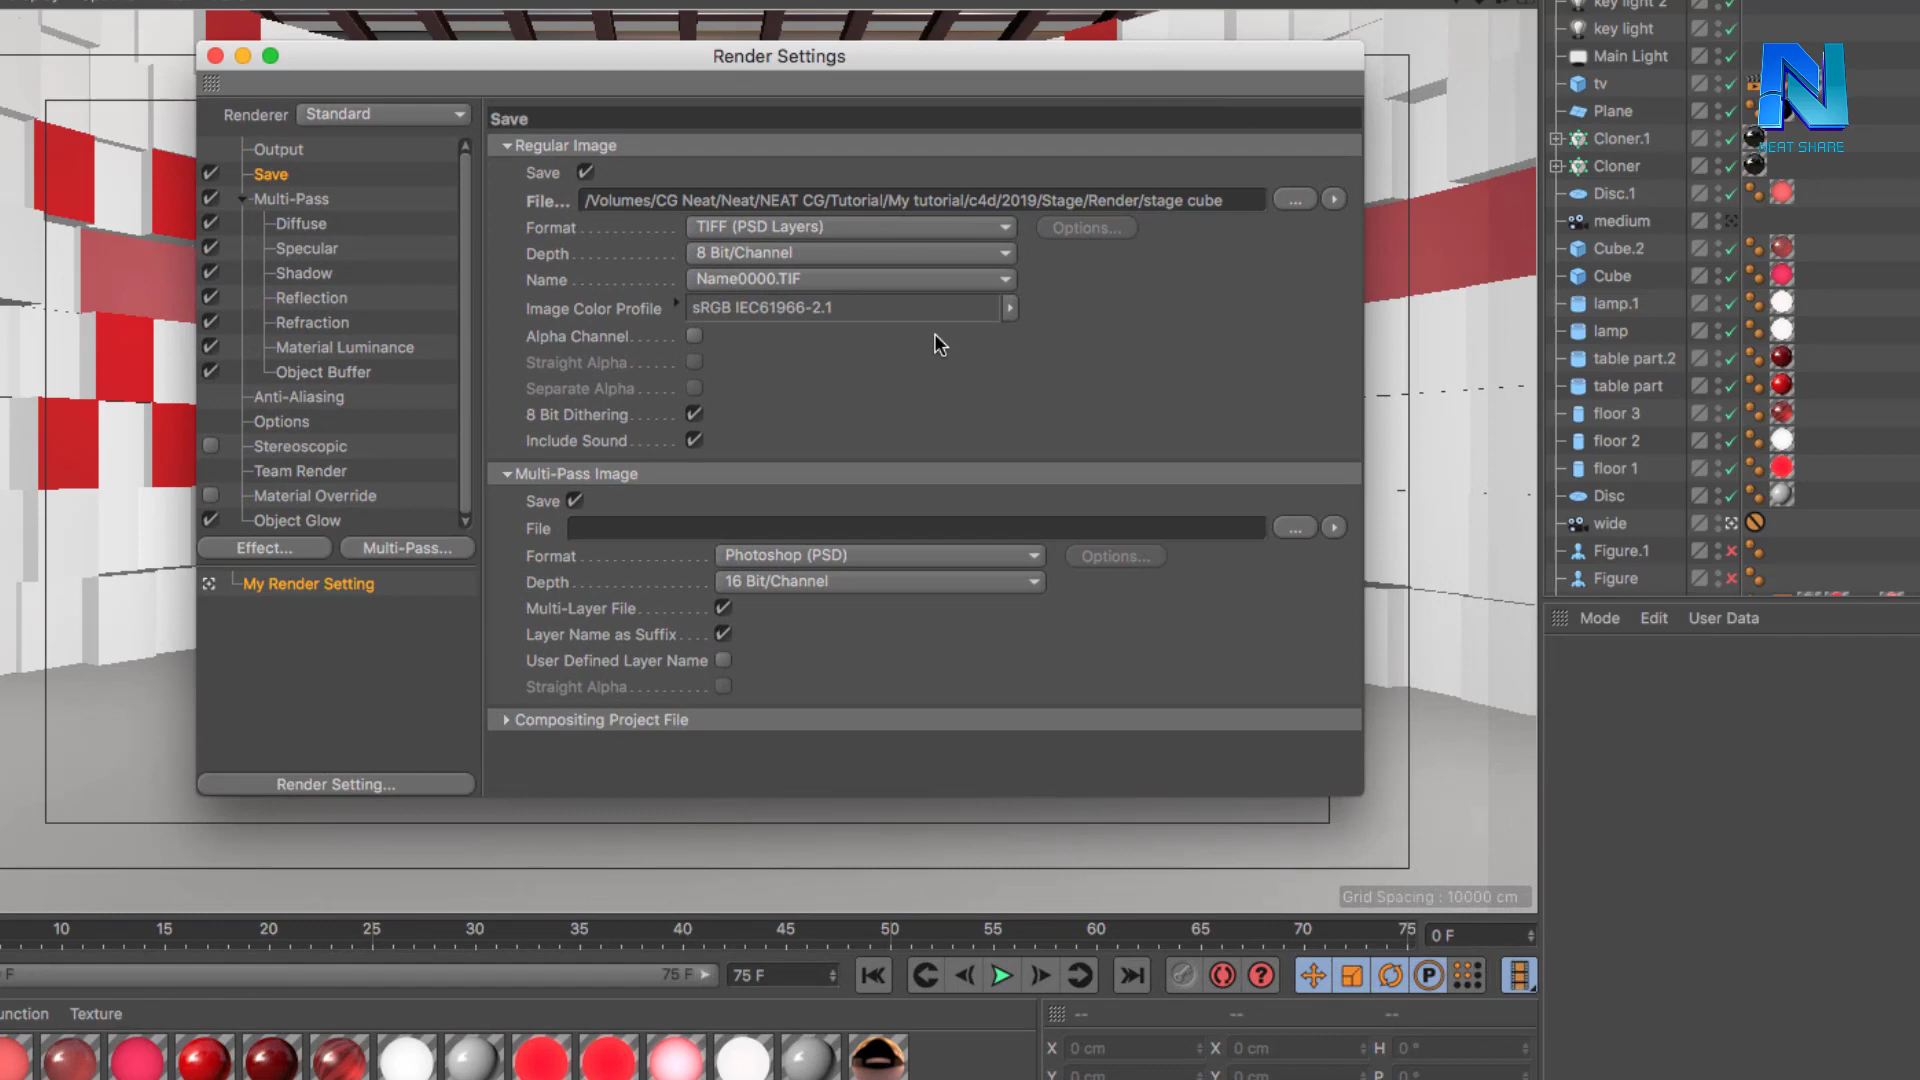 Render Settings
Renderer Standard
Output
Save
Multi-Pass
Diffuse
Specular
Shadow
Reflection
Refraction
Material Luminance
Object Buffer
Anti-Aliasing
Options
Stereoscopic
Team Render
Material Override
Object Glow
Effect... Multi-Pass...
My Render Setting
Render Setting...
Save
Regular Image
Save
File... /Volumes/CG Neat/Neat/NEAT CG/Tutorial/My tutorial/c4d/2019/Stage/Render/stage cube ...
Format TIFF (PSD Layers) Options...
Depth 8 Bit/Channel
Name Name0000.TIF
Image Color Profile sRGB IEC61966-2.1
Alpha Channel
Straight Alpha
Separate Alpha
8 Bit Dithering
Include Sound
Multi-Pass Image
Save
File ...
Format Photoshop (PSD) Options...
Depth 16 Bit/Channel
Multi-Layer File
Layer Name as Suffix
User Defined Layer Name
Straight Alpha
Compositing Project File
key light 2
key light
Main Light
tv
Plane
Cloner.1
Cloner
Disc.1
medium
Cube.2
Cube
lamp.1
lamp
table part.2
table part
floor 3
floor 2
floor 1
Disc
wide
Figure.1
Figure
NEAT SHARE
Mode Edit User Data
Grid Spacing : 10000 cm
10 15 20 25 30 35 40 45 50 55 60 65 70 75 0 F
F 75 F 75 F
P
unction Texture
-- -- --
X 0 cm X 0 cm H 0 °
Y 0 cm Y 0 cm P 0 °